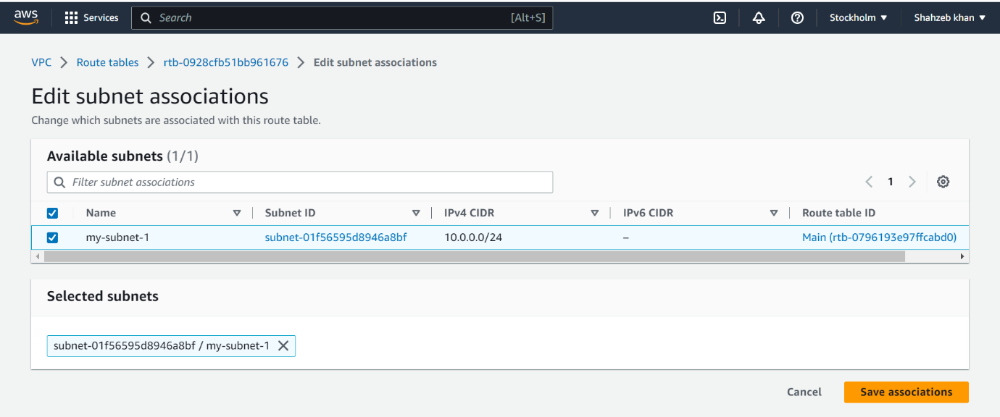 aws Services Search [Alt+S] Stockholm Shahzeb khan
VPC Route tables rtb-0928cfb51bb961676 Edit subnet associations
Edit subnet associations
Change which subnets are associated with this route table.
Available subnets (1/1)
Filter subnet associations 1
Name Subnet ID IPv4 CIDR IPv6 CIDR Route table ID
my-subnet-1 subnet-01f56595d8946a8bf 10.0.0.0/24 – Main (rtb-0796193e97ffcabd0)
Selected subnets
subnet-01f56595d8946a8bf / my-subnet-1
Cancel Save associations